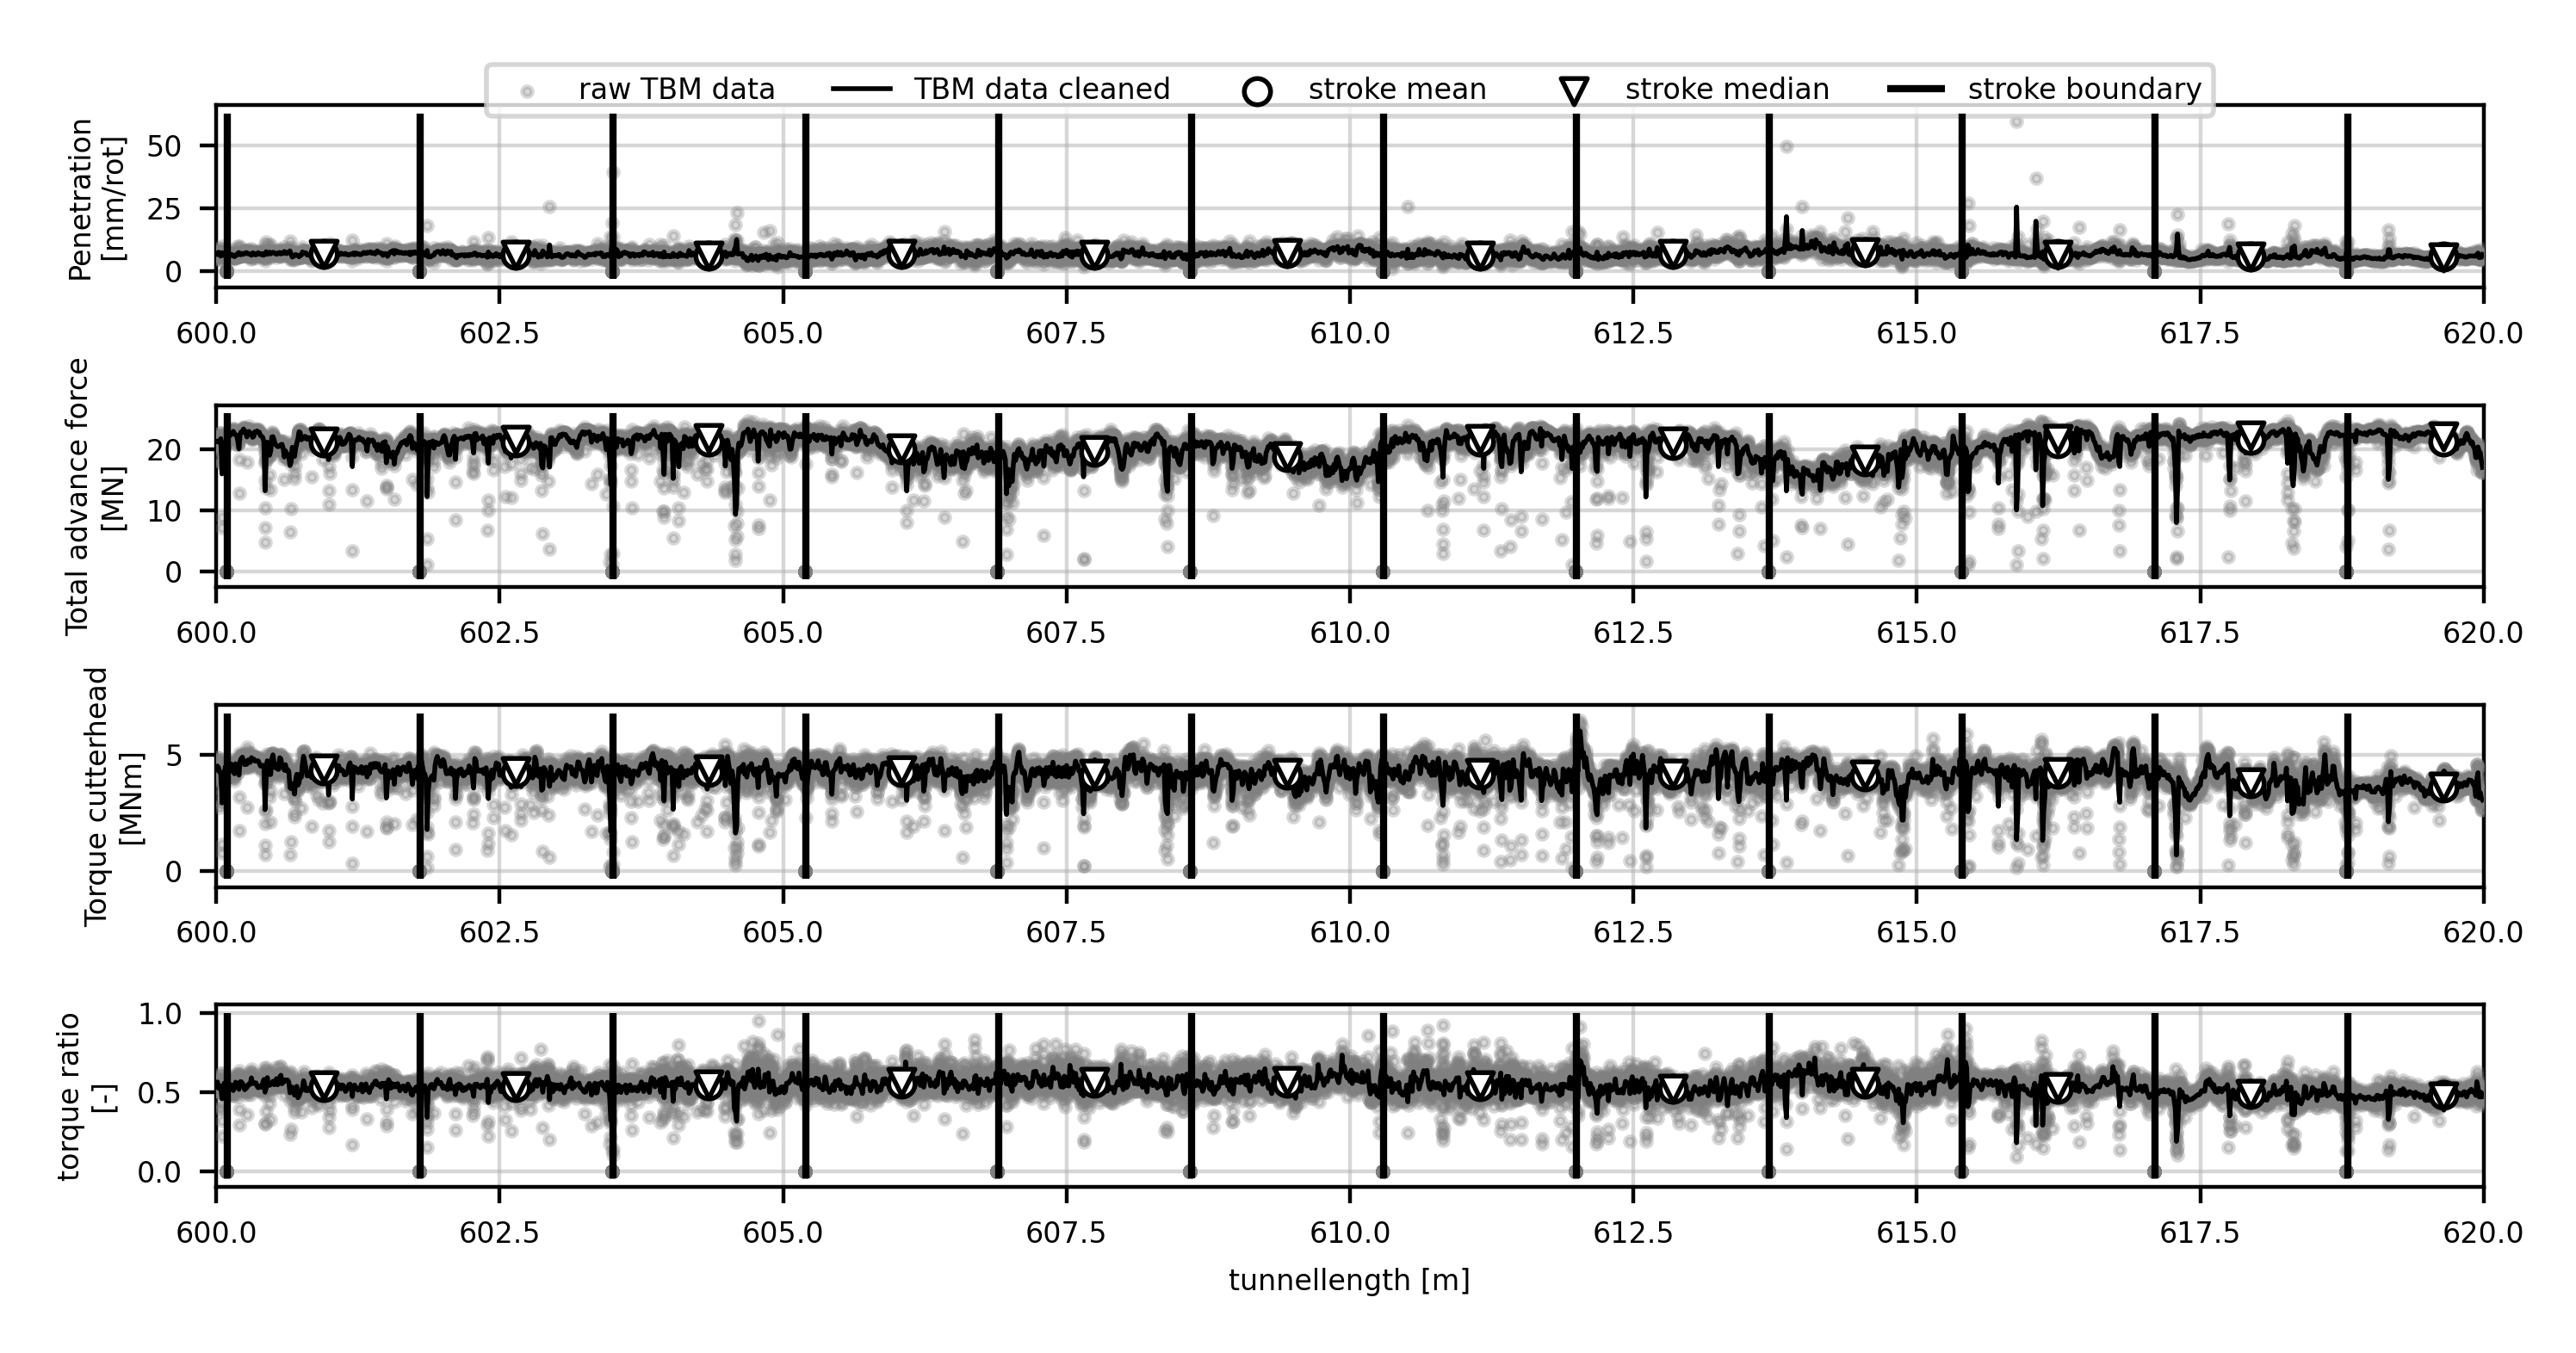 raw TBM data TBM data cleaned stroke mean stroke median stroke boundary
Penetration
[mm/rot]
50
25
0
600.0 602.5 605.0 607.5 610.0 612.5 615.0 617.5 620.0
Total advance force
[MN]
20
10
0
600.0 602.5 605.0 607.5 610.0 612.5 615.0 617.5 620.0
Torque cutterhead
[MNm]
5
0
600.0 602.5 605.0 607.5 610.0 612.5 615.0 617.5 620.0
torque ratio
[-]
1.0
0.5
0.0
600.0 602.5 605.0 607.5 610.0 612.5 615.0 617.5 620.0
tunnellength [m]